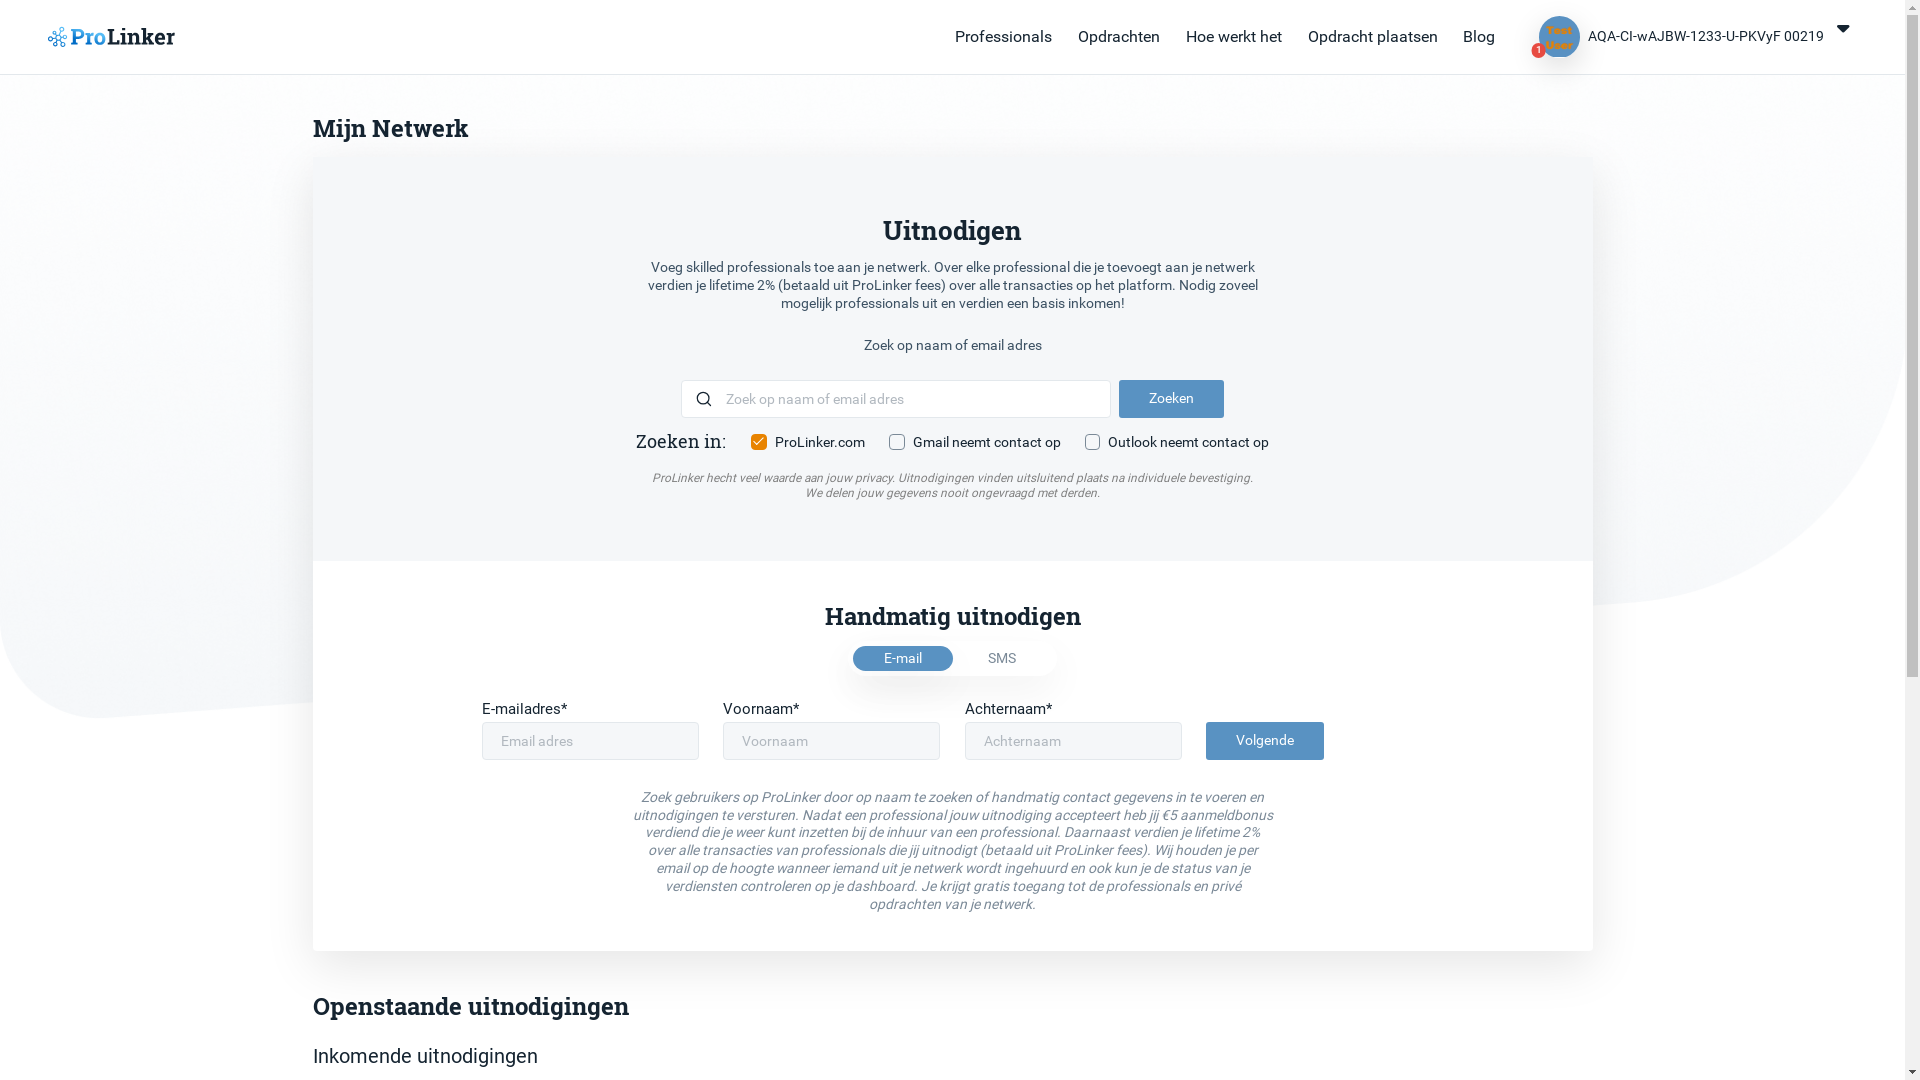 ProLinker
Professionals
Opdrachten
Hoe werkt het
Opdracht plaatsen
Blog
Test
User
1
AQA-CI-wAJBW-1233-U-PKVyF 00219
Mijn Netwerk
Uitnodigen
Voeg skilled professionals toe aan je netwerk. Over elke professional die je toevoegt aan je netwerk
verdien je lifetime 2% (betaald uit ProLinker fees) over alle transacties op het platform. Nodig zoveel
mogelijk professionals uit en verdien een basis inkomen!
Zoek op naam of email adres
Zoek op naam of email adres
Zoeken
Zoeken in:
ProLinker.com
Gmail neemt contact op
Outlook neemt contact op
ProLinker hecht veel waarde aan jouw privacy. Uitnodigingen vinden uitsluitend plaats na individuele bevestiging.
We delen jouw gegevens nooit ongevraagd met derden.
Handmatig uitnodigen
E-mail
SMS
E-mailadres*
Voornaam*
Achternaam*
Email adres
Voornaam
Achternaam
Volgende
Zoek gebruikers op ProLinker door op naam te zoeken of handmatig contact gegevens in te voeren en
uitnodigingen te versturen. Nadat een professional jouw uitnodiging accepteert heb jij €5 aanmeldbonus
verdiend die je weer kunt inzetten bij de inhuur van een professional. Daarnaast verdien je lifetime 2%
over alle transacties van professionals die jij uitnodigt (betaald uit ProLinker fees). Wij houden je per
email op de hoogte wanneer iemand uit je netwerk wordt ingehuurd en ook kun je de status van je
verdiensten controleren op je dashboard. Je krijgt gratis toegang tot de professionals en privé
opdrachten van je netwerk.
Openstaande uitnodigingen
Inkomende uitnodigingen